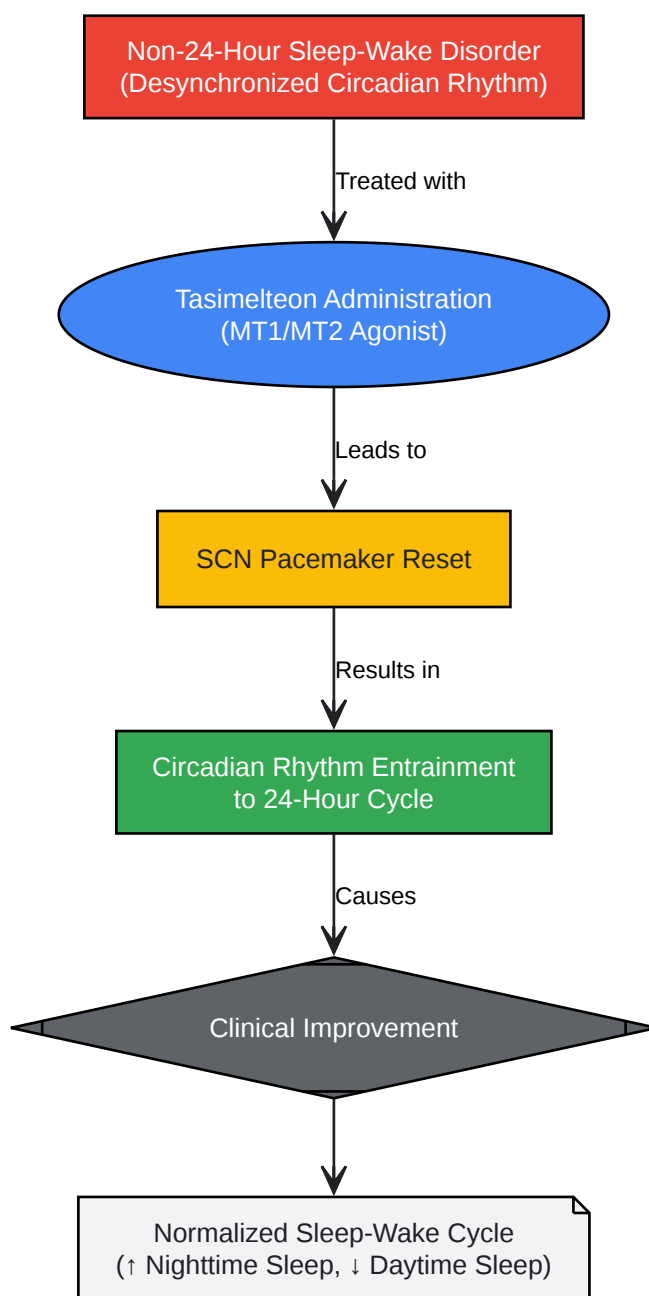 Non-24-Hour Sleep-Wake Disorder
(Desynchronized Circadian Rhythm)
Treated with
Tasimelteon Administration
(MT1/MT2 Agonist)
Leads to
SCN Pacemaker Reset
Results in
Circadian Rhythm Entrainment
to 24-Hour Cycle
Causes
Clinical Improvement
Normalized Sleep-Wake Cycle
(↑ Nighttime Sleep, ↓ Daytime Sleep)